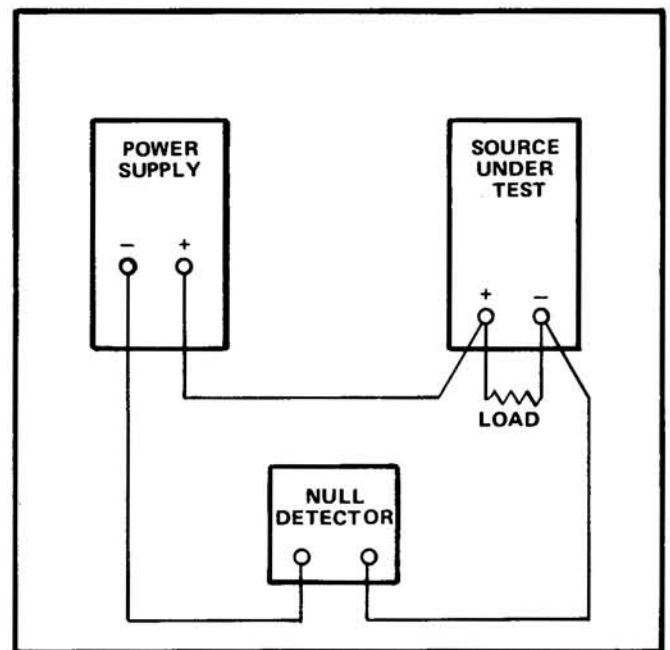 POWER
SUPPLY
− +
SOURCE
UNDER
TEST
+ −
LOAD
NULL
DETECTOR